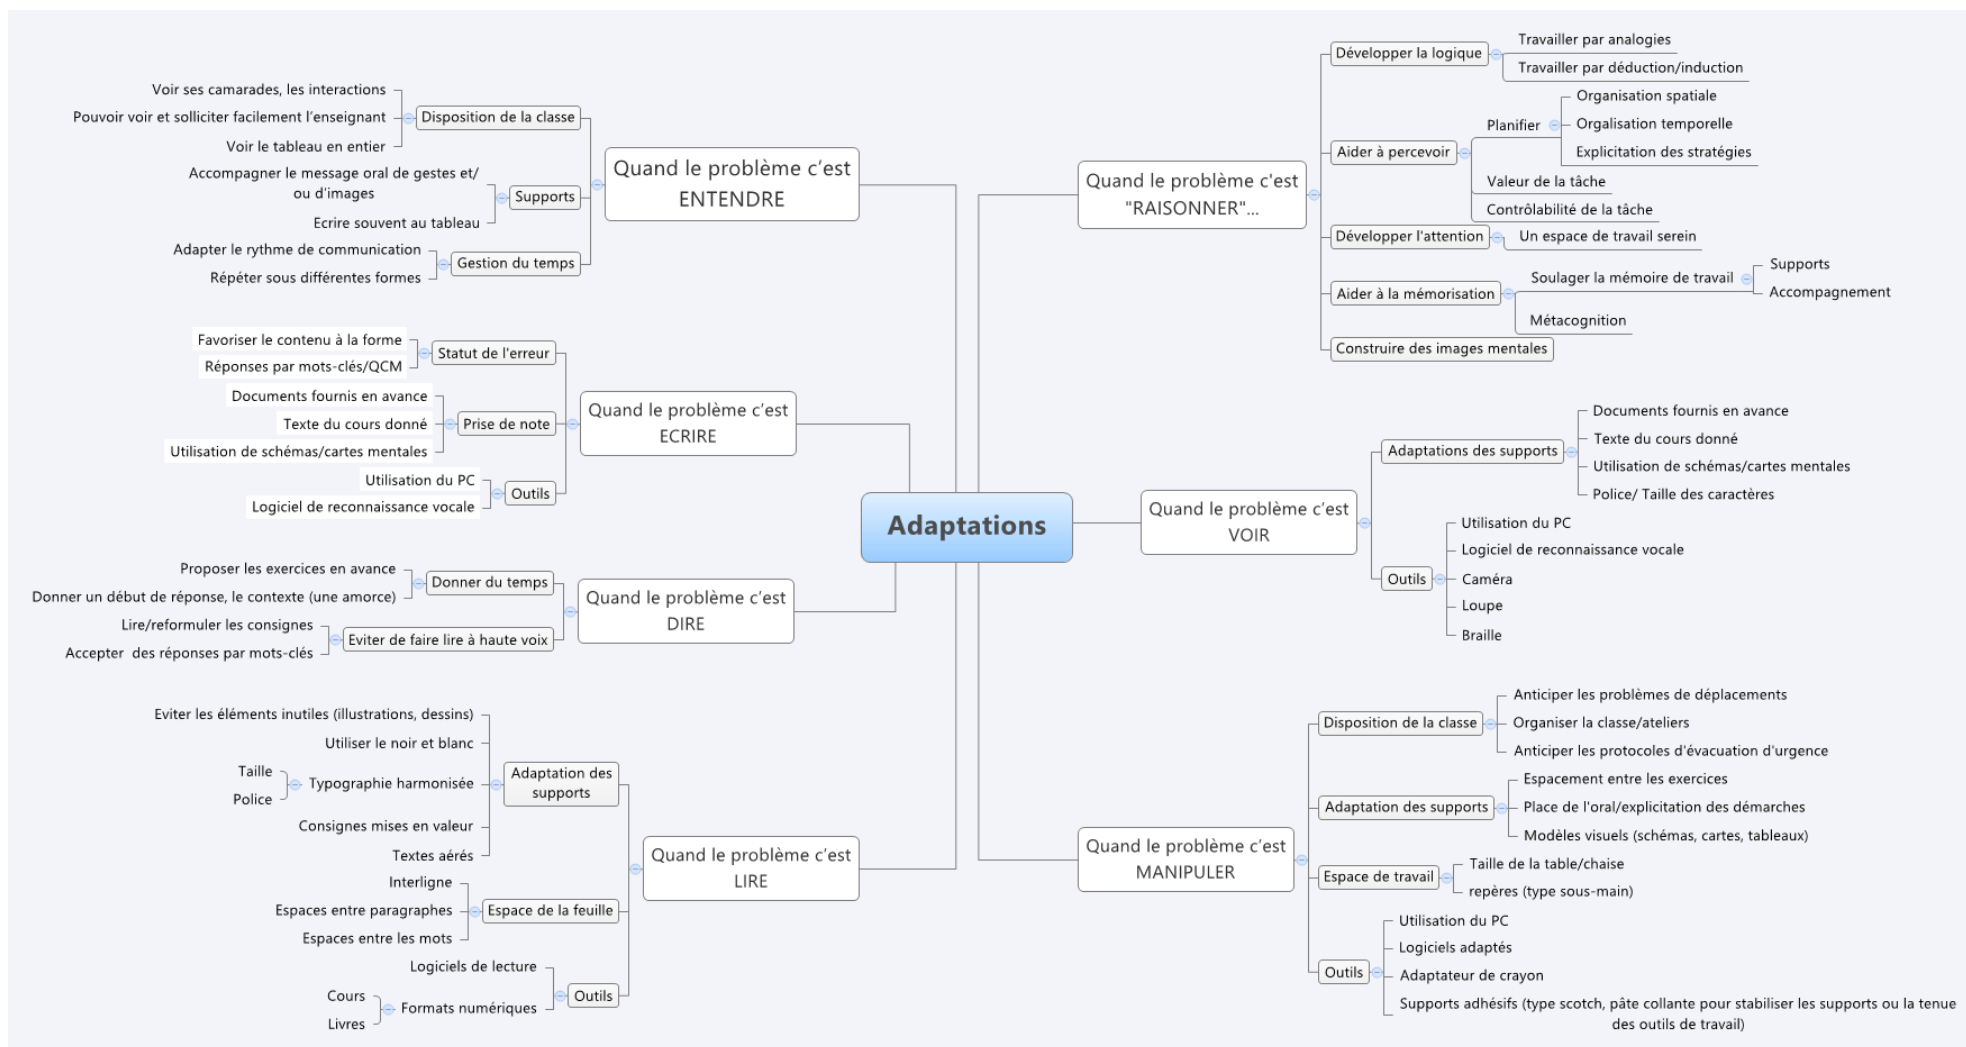 Adaptations
Quand le problème c’est
ENTENDRE
Disposition de la classe
Voir ses camarades, les interactions
Pouvoir voir et solliciter facilement l’enseignant
Voir le tableau en entier
Supports
Accompagner le message oral de gestes et/
ou d’images
Ecrire souvent au tableau
Gestion du temps
Adapter le rythme de communication
Répéter sous différentes formes
Quand le problème c’est
ECRIRE
Statut de l'erreur
Favoriser le contenu à la forme
Réponses par mots-clés/QCM
Prise de note
Documents fournis en avance
Texte du cours donné
Utilisation de schémas/cartes mentales
Outils
Utilisation du PC
Logiciel de reconnaissance vocale
Quand le problème c’est
DIRE
Donner du temps
Proposer les exercices en avance
Donner un début de réponse, le contexte (une amorce)
Eviter de faire lire à haute voix
Lire/reformuler les consignes
Accepter  des réponses par mots-clés
Quand le problème c’est
LIRE
Adaptation des
supports
Eviter les éléments inutiles (illustrations, dessins)
Utiliser le noir et blanc
Typographie harmonisée
Taille
Police
Consignes mises en valeur
Textes aérés
Espace de la feuille
Interligne
Espaces entre paragraphes
Espaces entre les mots
Outils
Logiciels de lecture
Formats numériques
Cours
Livres
Quand le problème c'est
"RAISONNER"...
Développer la logique
Travailler par analogies
Travailler par déduction/induction
Aider à percevoir
Planifier
Organisation spatiale
Orgalisation temporelle
Explicitation des stratégies
Valeur de la tâche
Contrôlabilité de la tâche
Développer l'attention
Un espace de travail serein
Aider à la mémorisation
Soulager la mémoire de travail
Supports
Accompagnement
Métacognition
Construire des images mentales
Quand le problème c’est
VOIR
Adaptations des supports
Documents fournis en avance
Texte du cours donné
Utilisation de schémas/cartes mentales
Police/ Taille des caractères
Outils
Utilisation du PC
Logiciel de reconnaissance vocale
Caméra
Loupe
Braille
Quand le problème c’est
MANIPULER
Disposition de la classe
Anticiper les problèmes de déplacements
Organiser la classe/ateliers
Anticiper les protocoles d'évacuation d'urgence
Adaptation des supports
Espacement entre les exercices
Place de l'oral/explicitation des démarches
Modèles visuels (schémas, cartes, tableaux)
Espace de travail
Taille de la table/chaise
repères (type sous-main)
Outils
Utilisation du PC
Logiciels adaptés
Adaptateur de crayon
Supports adhésifs (type scotch, pâte collante pour stabiliser les supports ou la tenue
des outils de travail)